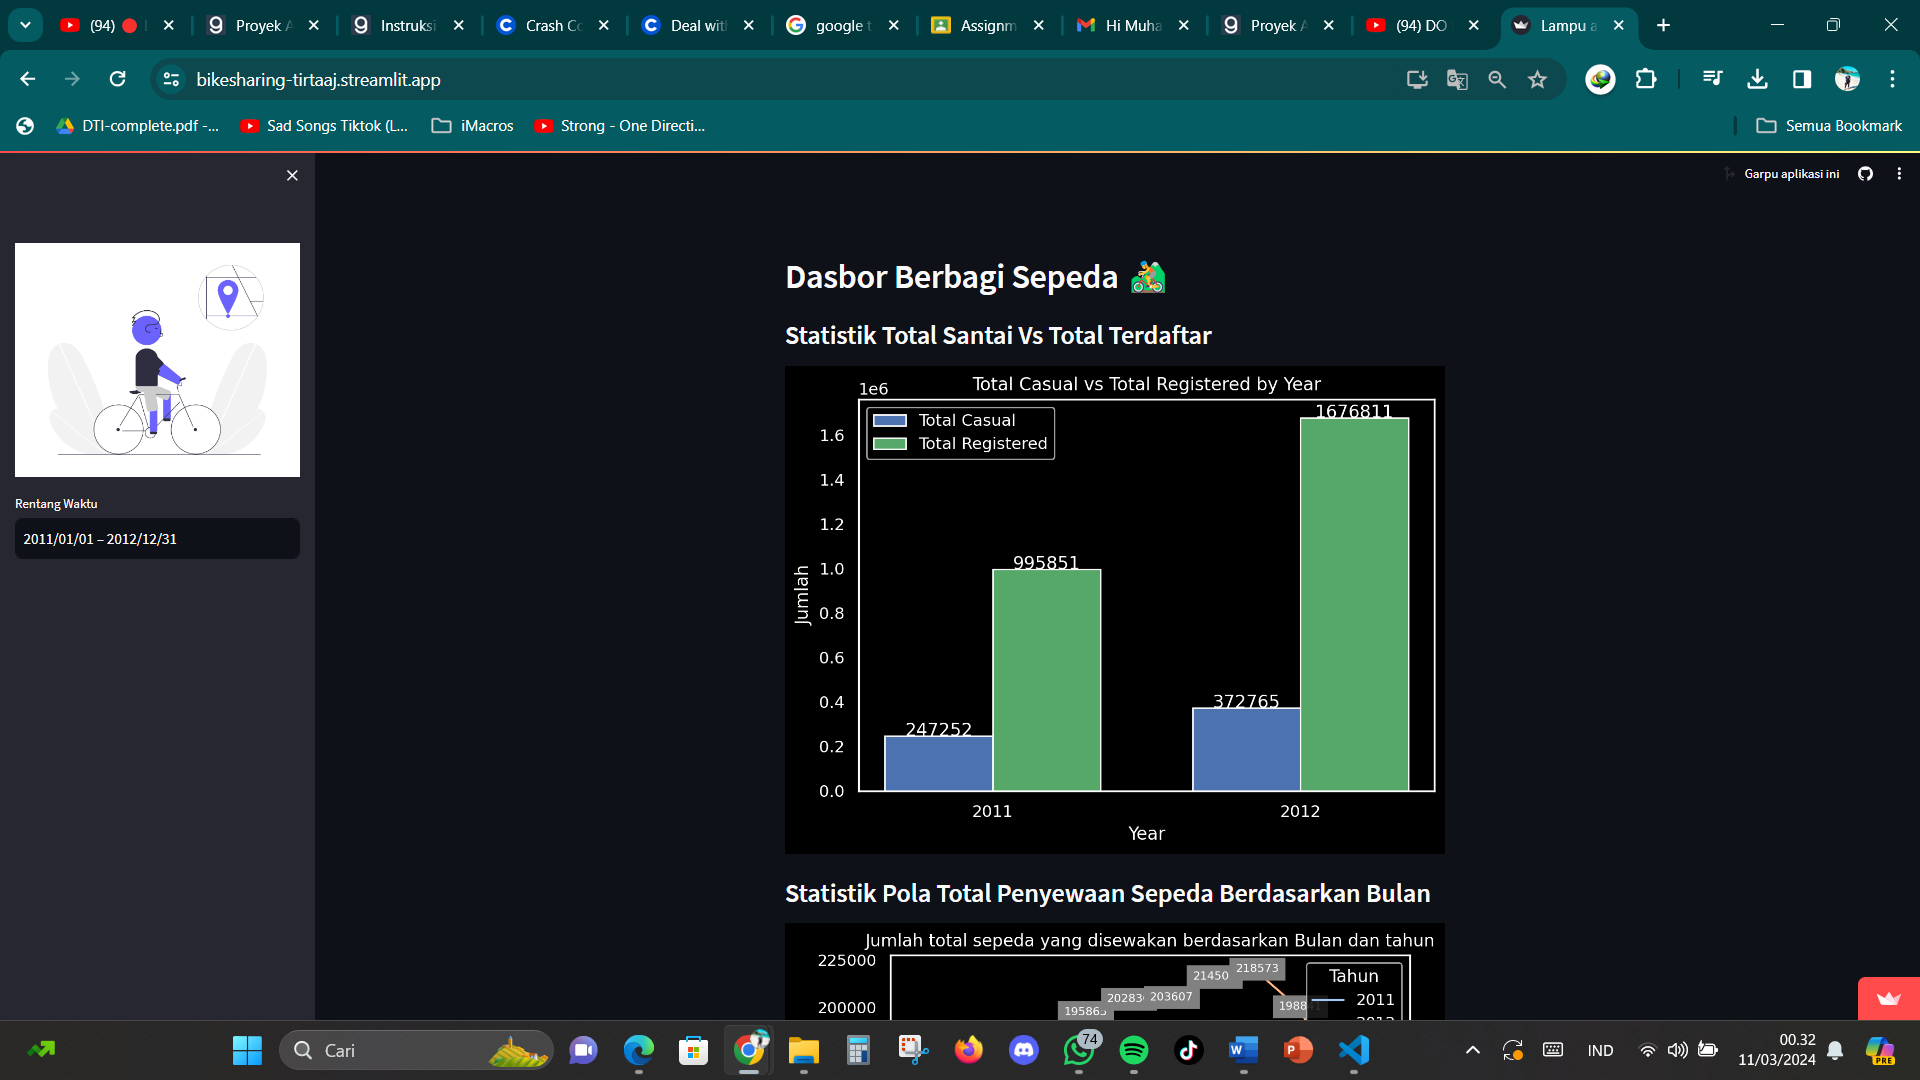 (94)
Proyek A
Instruksi
Crash Co
Deal with
google t
Assignm
Hi Muha
Proyek A
(94) DO
Lampu a
bikesharing-tirtaaj.streamlit.app
DTI-complete.pdf -...
Sad Songs Tiktok (L...
iMacros
Strong - One Directi...
Semua Bookmark
Garpu aplikasi ini
Rentang Waktu
2011/01/01 – 2012/12/31
Dasbor Berbagi Sepeda
Statistik Total Santai Vs Total Terdaftar
Total Casual vs Total Registered by Year
1e6
Total Casual
Total Registered
1.6
1.4
1.2
1.0
0.8
0.6
0.4
0.2
0.0
Jumlah
247252
995851
372765
1676811
2011
2012
Year
Statistik Pola Total Penyewaan Sepeda Berdasarkan Bulan
Jumlah total sepeda yang disewakan berdasarkan Bulan dan tahun
225000
200000
195865
20283
203607
21450
218573
198841
Tahun
2011
2012
Cari
74
IND
00.32
11/03/2024
PRE